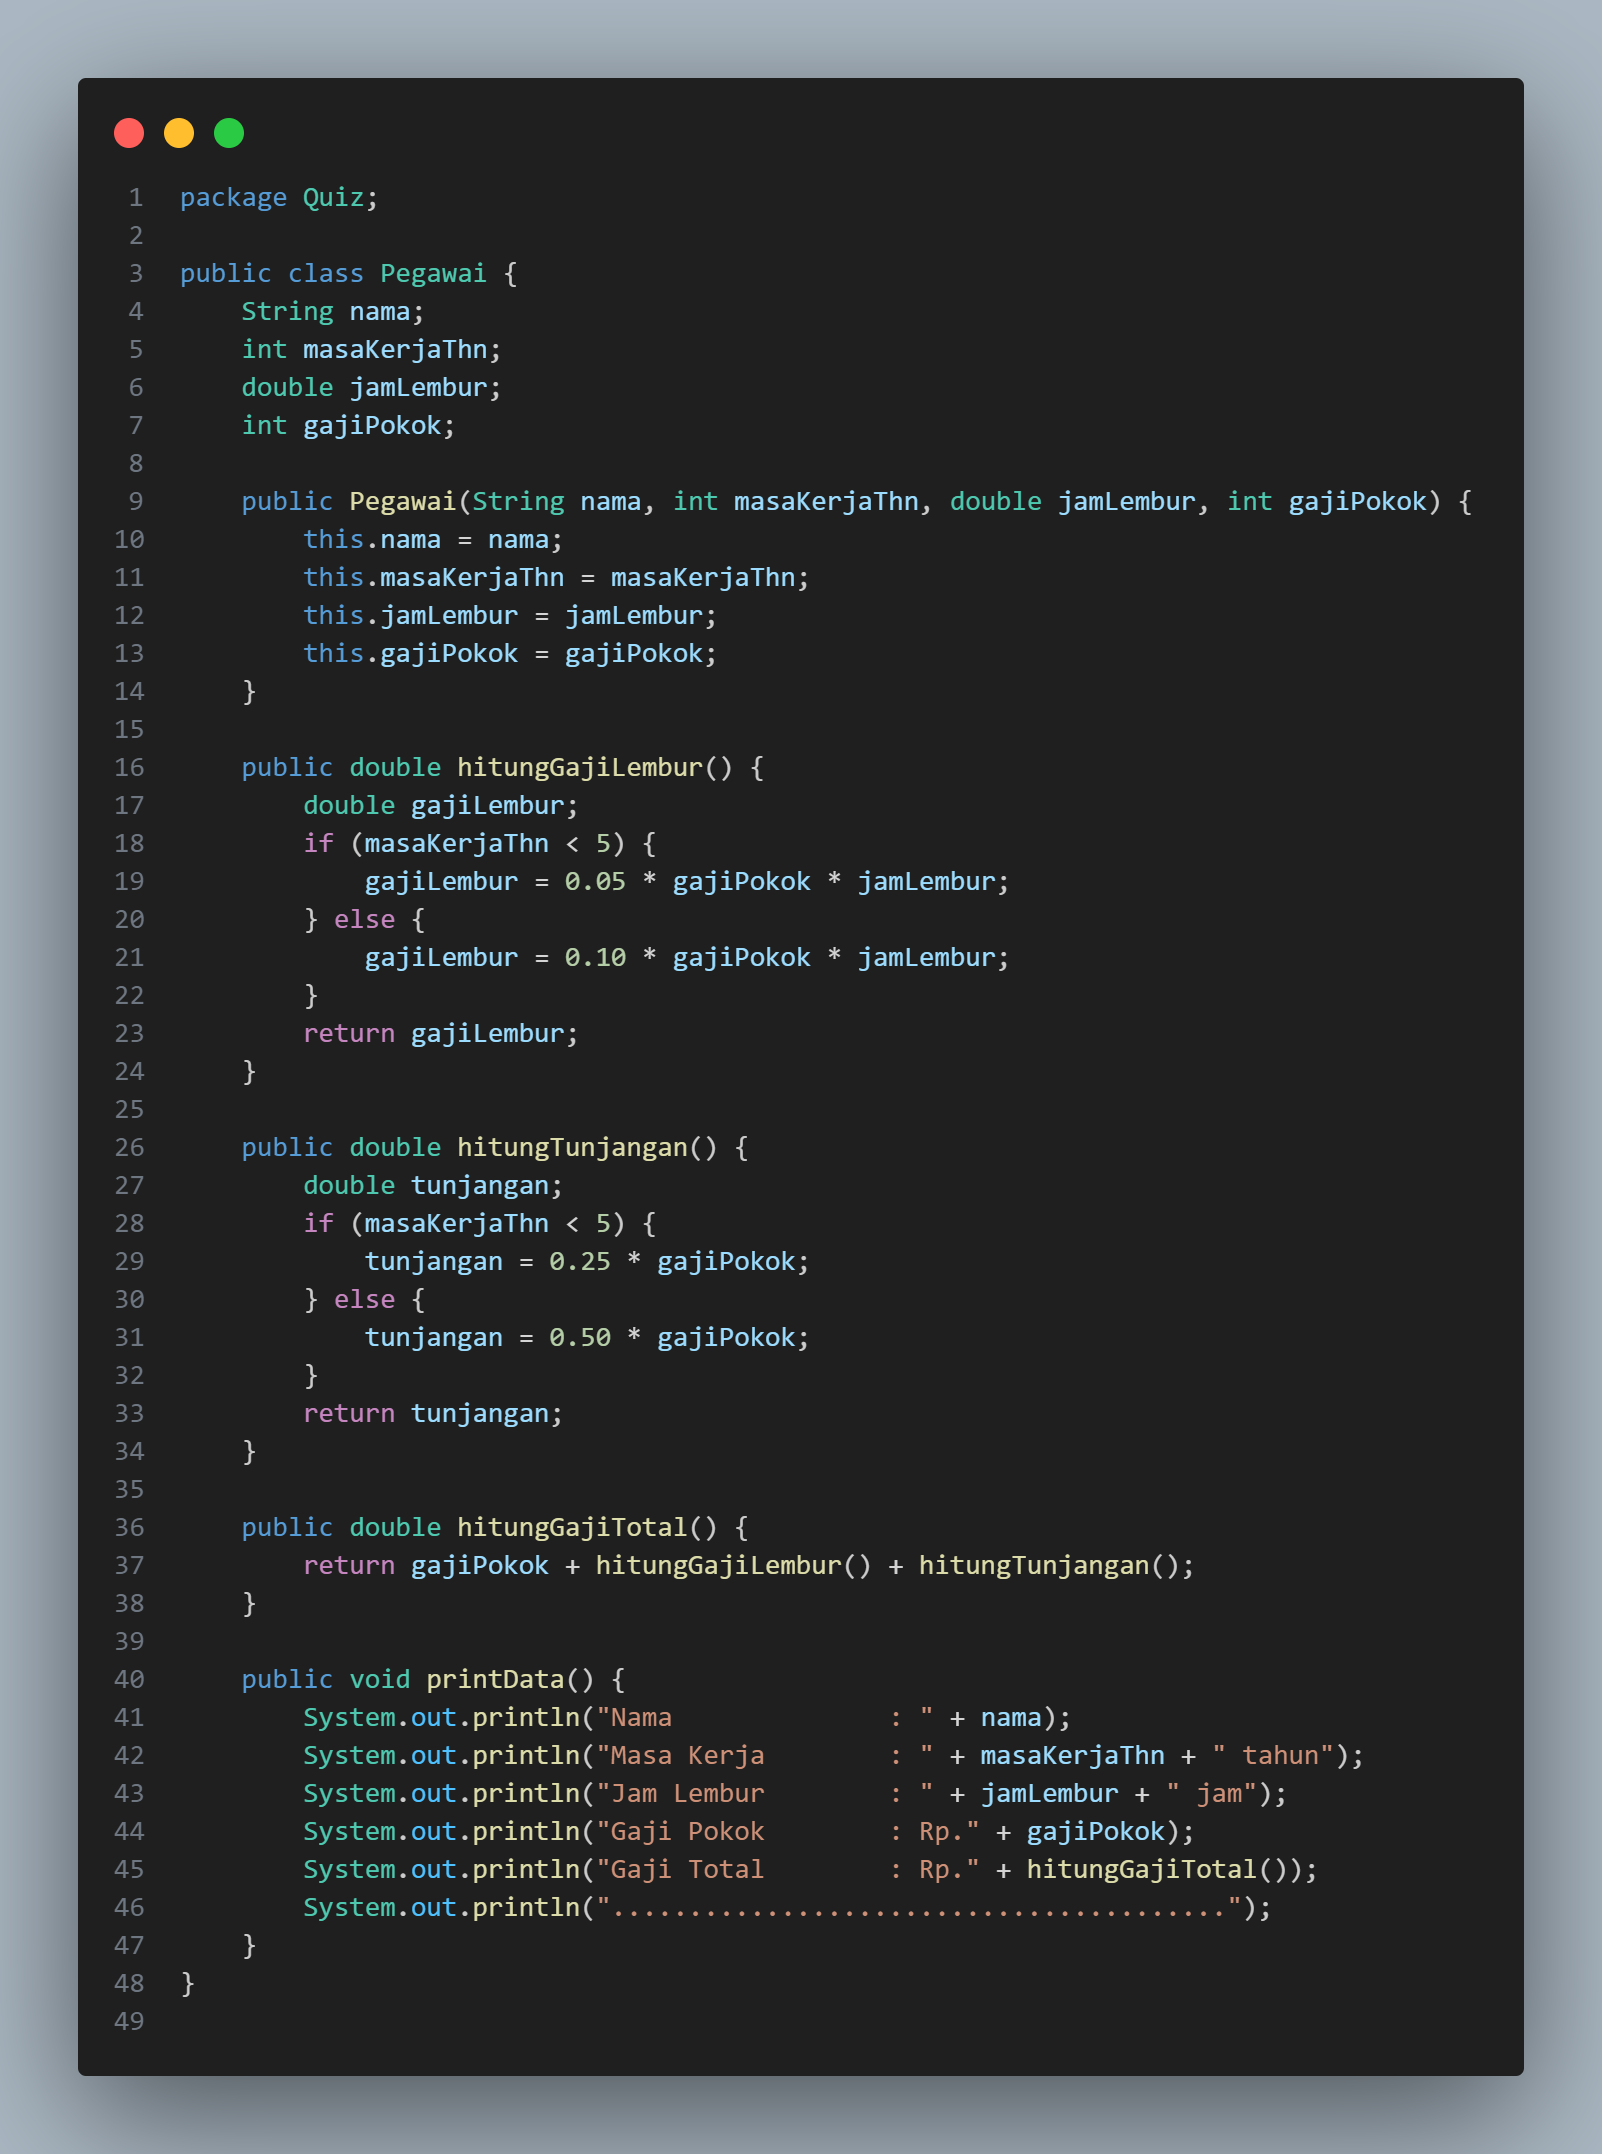 1 package Quiz;
2
3 public class Pegawai {
4     String nama;
5     int masaKerjaThn;
6     double jamLembur;
7     int gajiPokok;
8
9     public Pegawai(String nama, int masaKerjaThn, double jamLembur, int gajiPokok) {
10         this.nama = nama;
11         this.masaKerjaThn = masaKerjaThn;
12         this.jamLembur = jamLembur;
13         this.gajiPokok = gajiPokok;
14     }
15
16     public double hitungGajiLembur() {
17         double gajiLembur;
18         if (masaKerjaThn < 5) {
19             gajiLembur = 0.05 * gajiPokok * jamLembur;
20         } else {
21             gajiLembur = 0.10 * gajiPokok * jamLembur;
22         }
23         return gajiLembur;
24     }
25
26     public double hitungTunjangan() {
27         double tunjangan;
28         if (masaKerjaThn < 5) {
29             tunjangan = 0.25 * gajiPokok;
30         } else {
31             tunjangan = 0.50 * gajiPokok;
32         }
33         return tunjangan;
34     }
35
36     public double hitungGajiTotal() {
37         return gajiPokok + hitungGajiLembur() + hitungTunjangan();
38     }
39
40     public void printData() {
41         System.out.println("Nama              : " + nama);
42         System.out.println("Masa Kerja        : " + masaKerjaThn + " tahun");
43         System.out.println("Jam Lembur        : " + jamLembur + " jam");
44         System.out.println("Gaji Pokok        : Rp." + gajiPokok);
45         System.out.println("Gaji Total        : Rp." + hitungGajiTotal());
46         System.out.println("........................................");
47     }
48 }
49